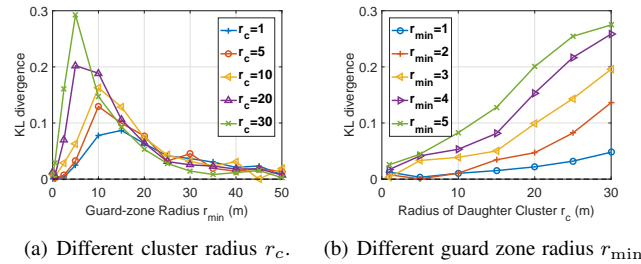 KL divergence
0.3
0.2
0.1
0
r_c=1
r_c=5
r_c=10
r_c=20
r_c=30
0 10 20 30 40 50
Guard-zone Radius r_min (m)
(a) Different cluster radius r_c.
KL divergence
0.3
0.2
0.1
0
r_min=1
r_min=2
r_min=3
r_min=4
r_min=5
0 10 20 30
Radius of Daughter Cluster r_c (m)
(b) Different guard zone radius r_min